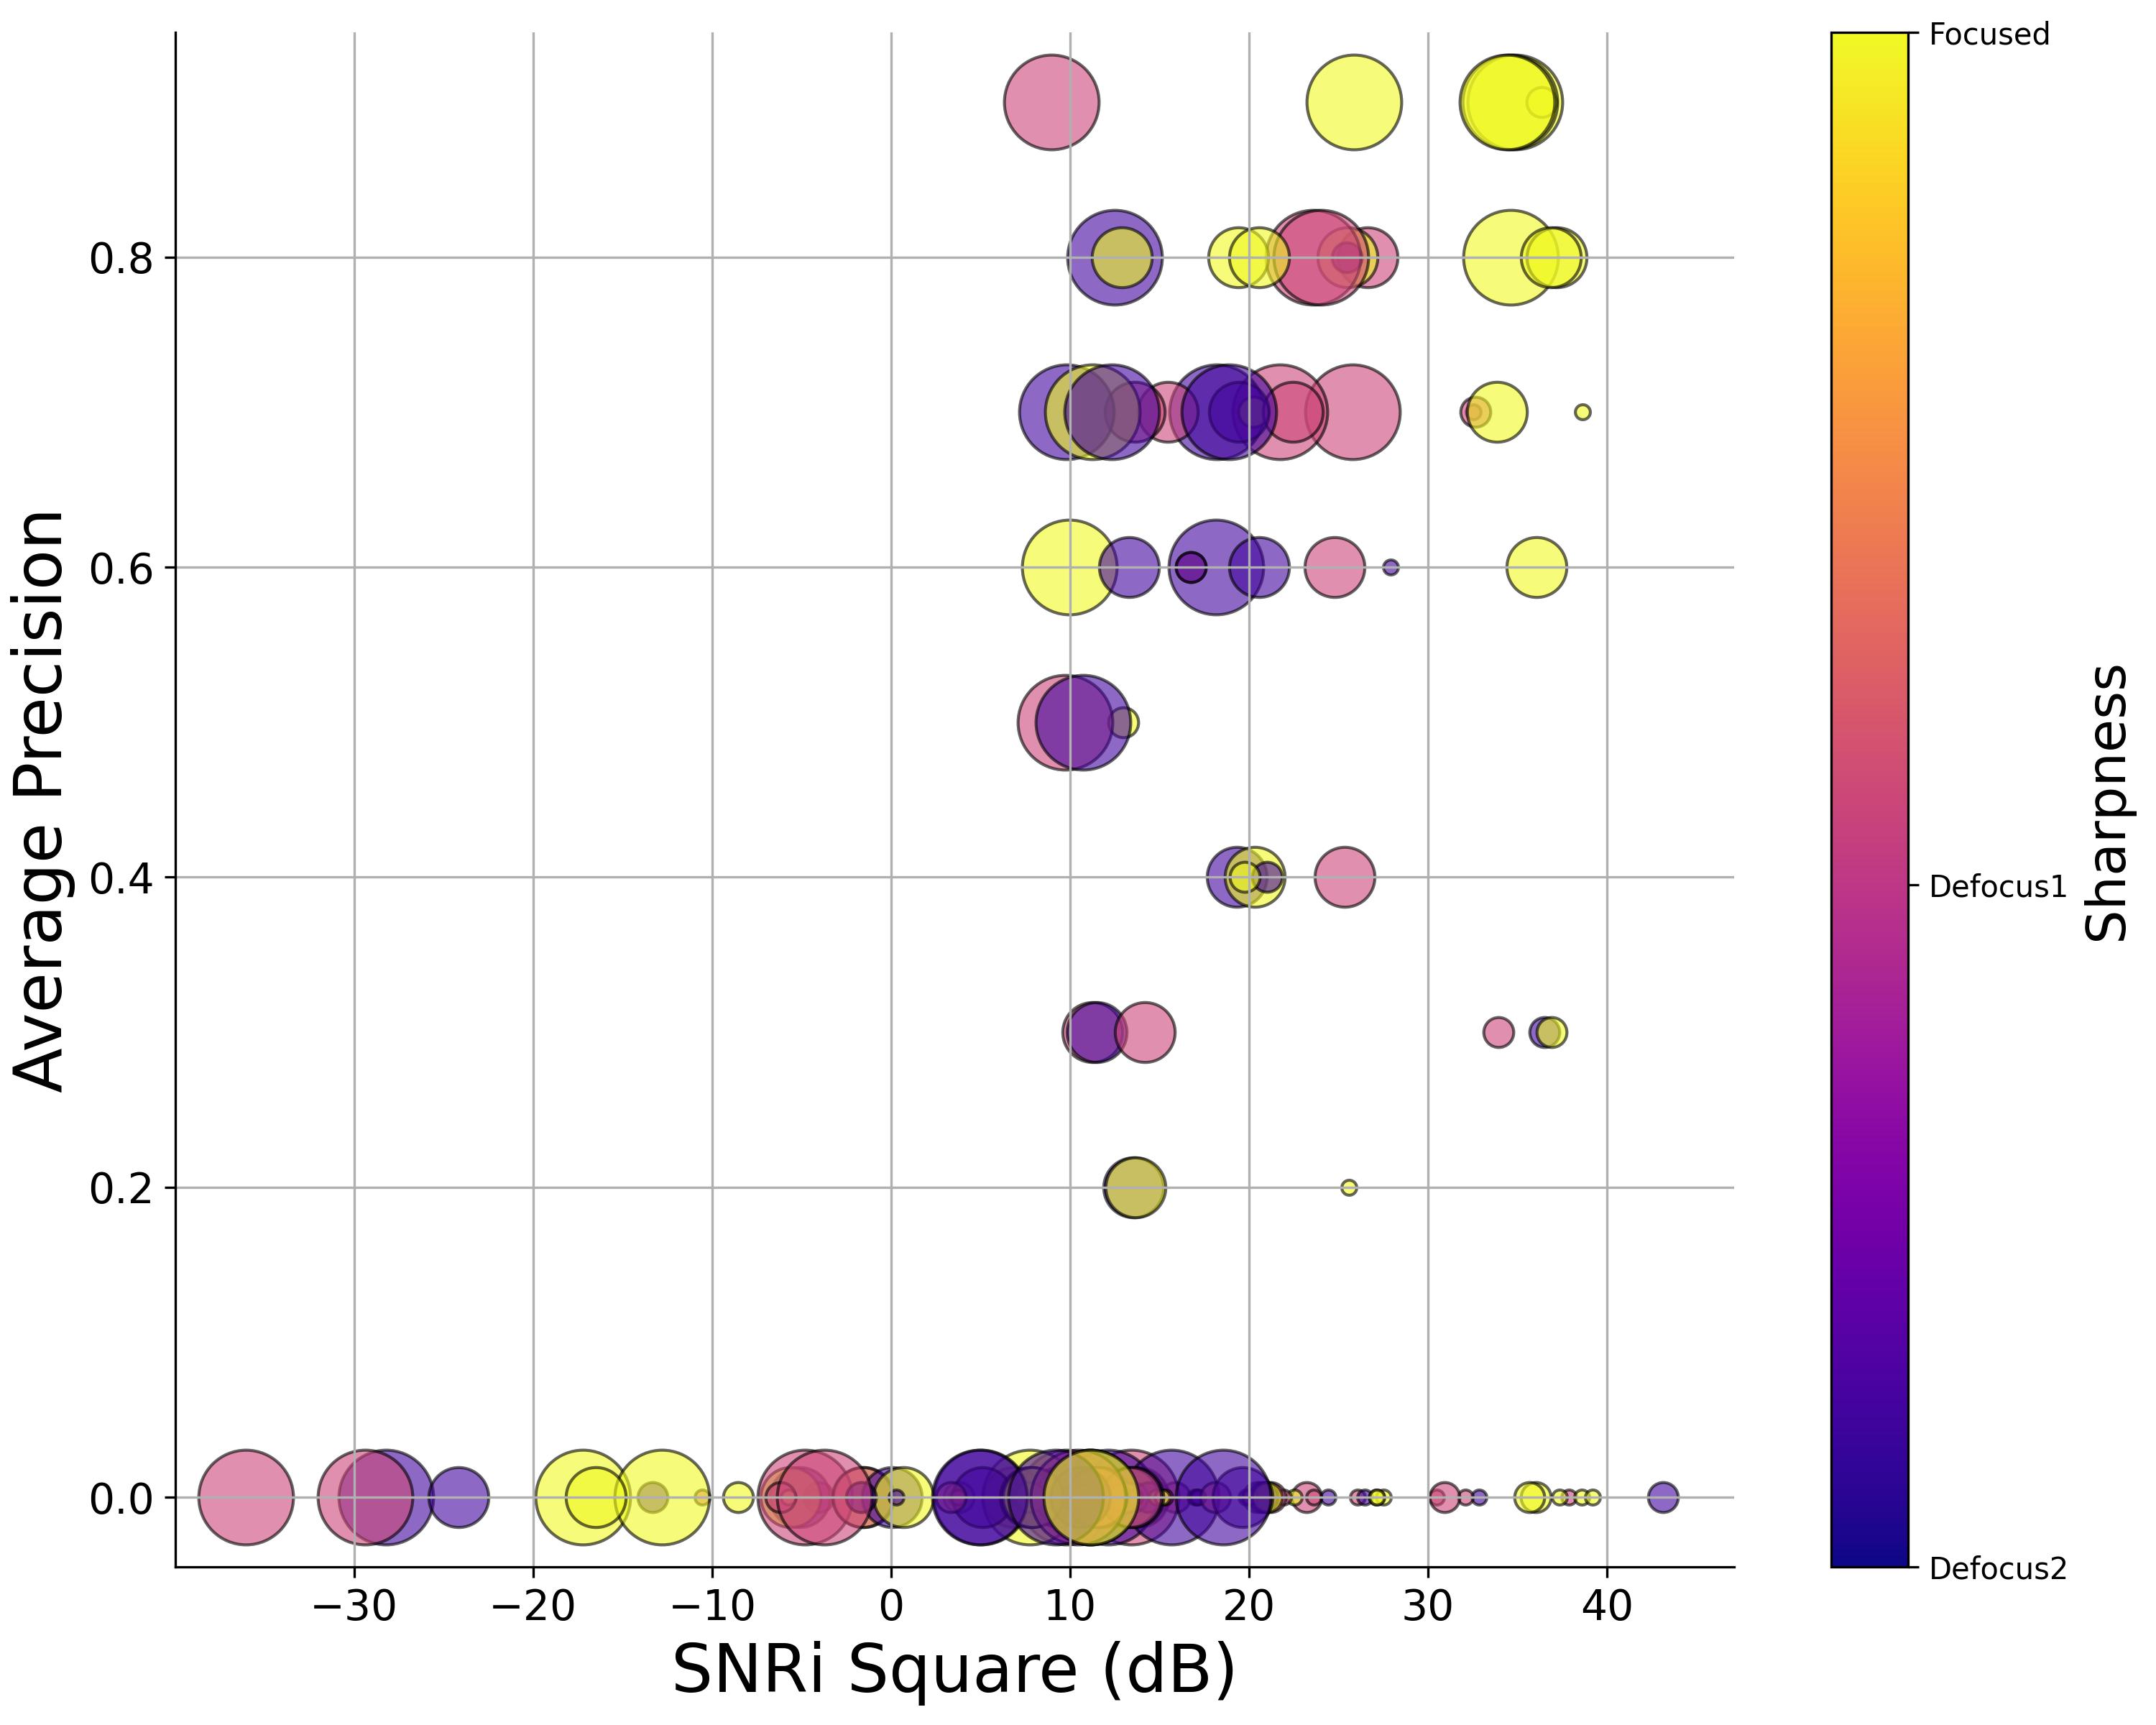 Average Precision
0.8
0.6
0.4
0.2
0.0
−30 −20 −10 0 10 20 30 40
SNRi Square (dB)
Focused
Defocus1
Defocus2
Sharpness